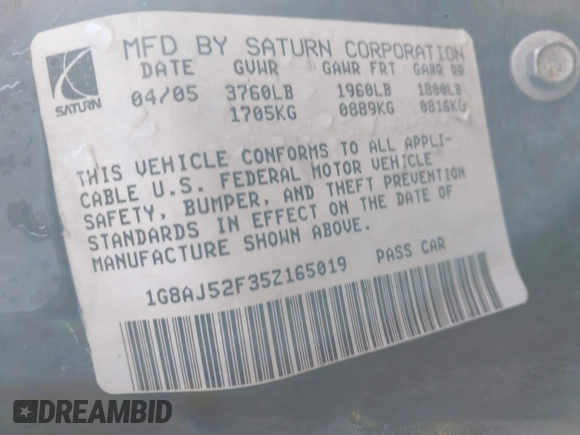 MFD BY SATURN CORPORATION
DATE GVWR GAWR FRT GAWR RR
04/05 3760LB 1960LB 1800LB
1705KG 0889KG 0816KG
SATURN
THIS VEHICLE CONFORMS TO ALL APPLI-
CABLE U.S. FEDERAL MOTOR VEHICLE
SAFETY, BUMPER, AND THEFT PREVENTION
STANDARDS IN EFFECT ON THE DATE OF
MANUFACTURE SHOWN ABOVE.
1G8AJ52F35Z165019 PASS CAR
DREAMBID